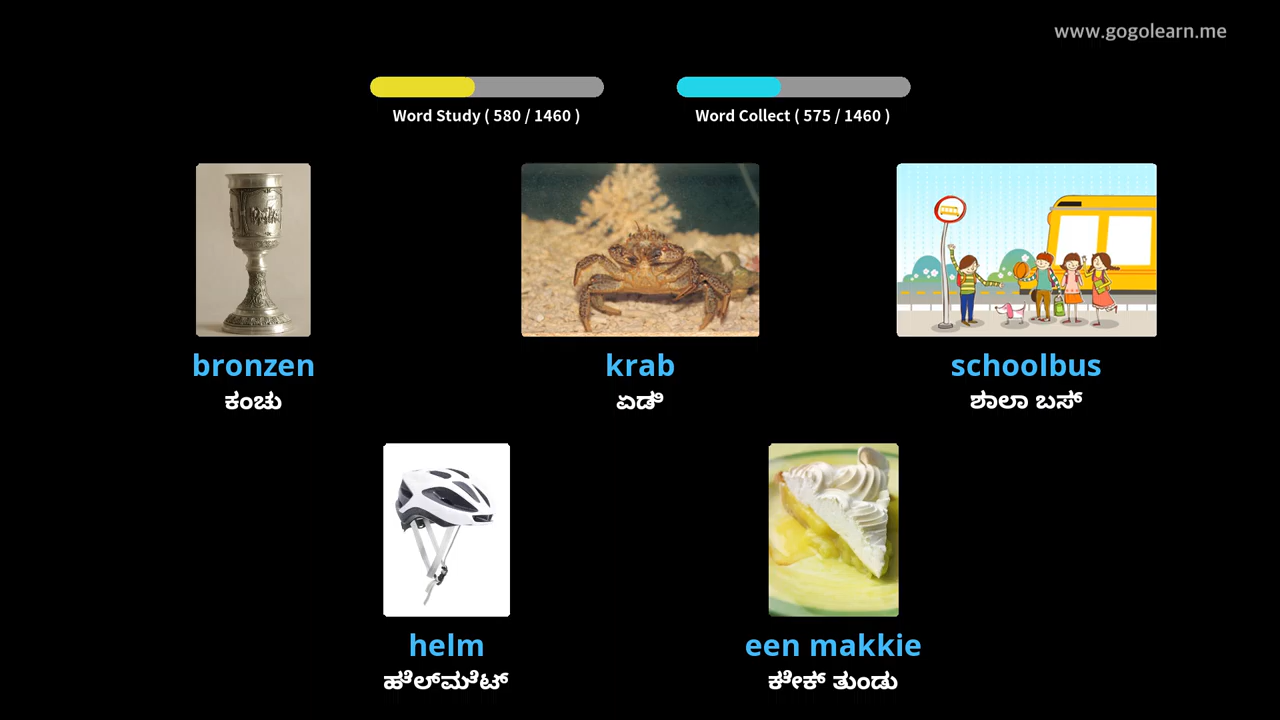 www.gogolearn.me
Word Study ( 580 / 1460 )
Word Collect ( 575 / 1460 )
bronzen
krab
schoolbus
ಕಂಚು
ಏಡಿ
ಶಾಲಾ ಬಸ್
helm
een makkie
ಹೆಲ್ಮೆಟ್
ಕೇಕ್ ತುಂಡು